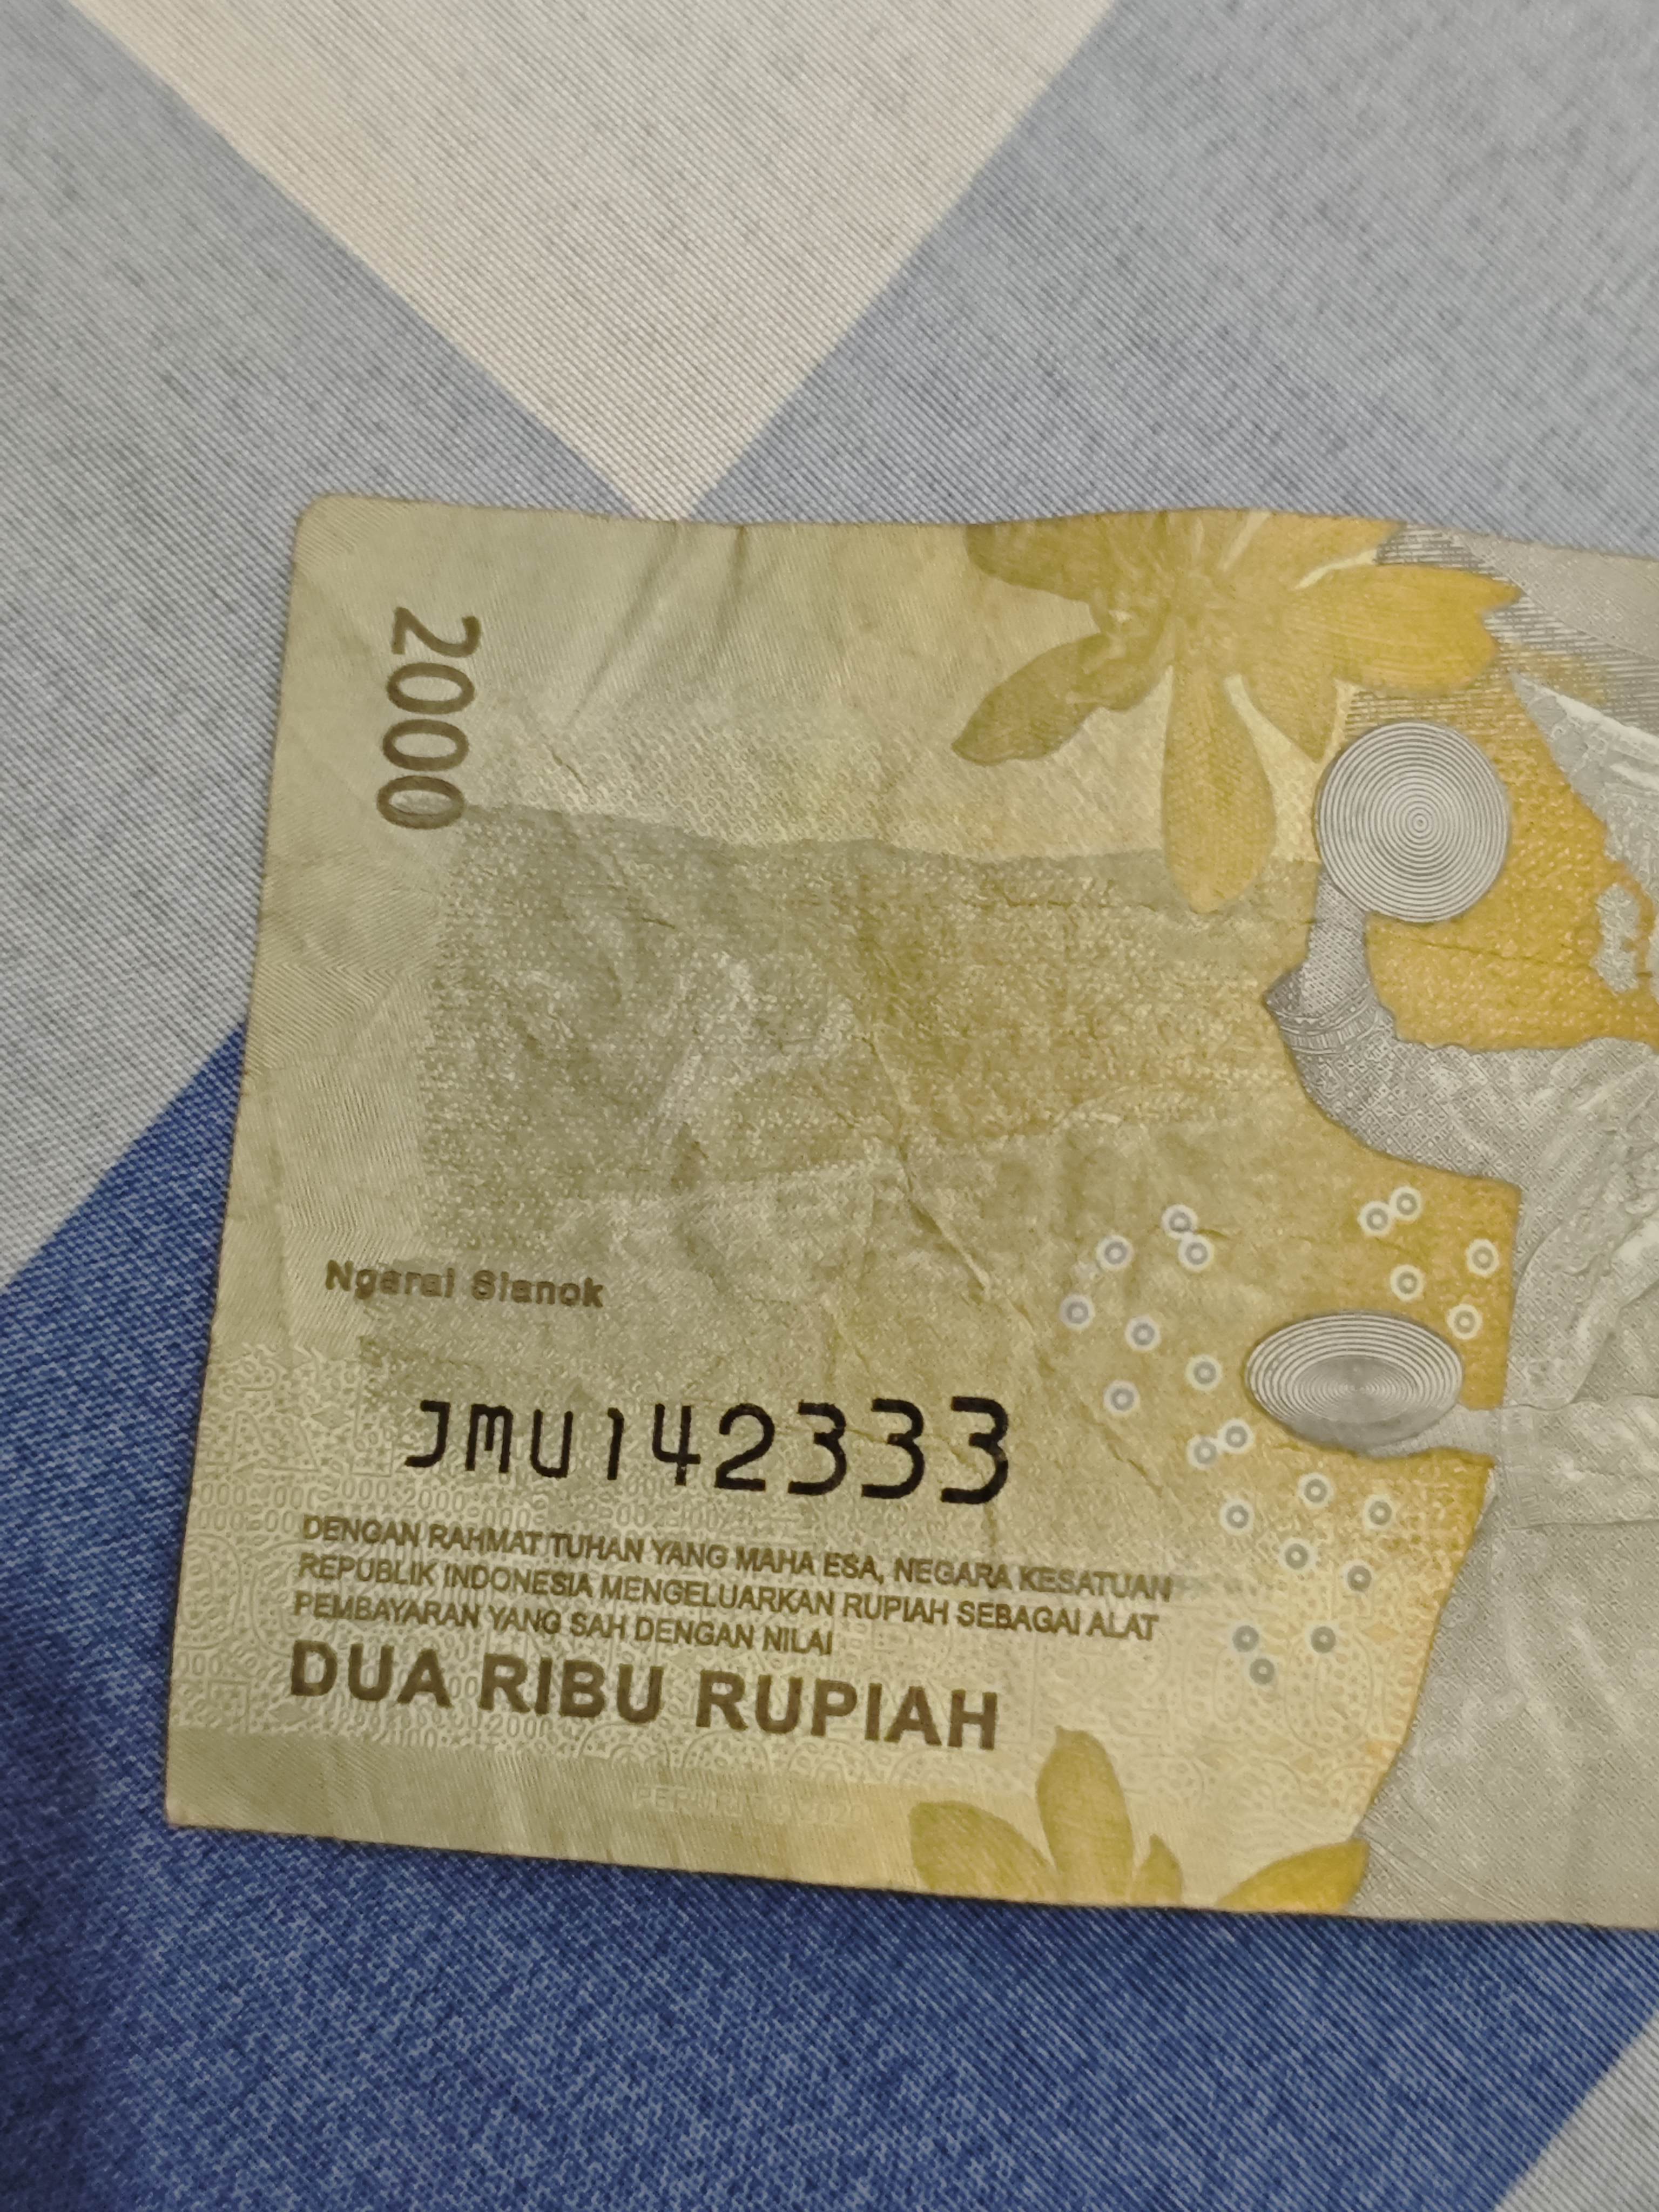 2000
Ngarai Sianok
JMU142333
DENGAN RAHMAT TUHAN YANG MAHA ESA, NEGARA KESATUAN
REPUBLIK INDONESIA MENGELUARKAN RUPIAH SEBAGAI ALAT
PEMBAYARAN YANG SAH DENGAN NILAI
DUA RIBU RUPIAH